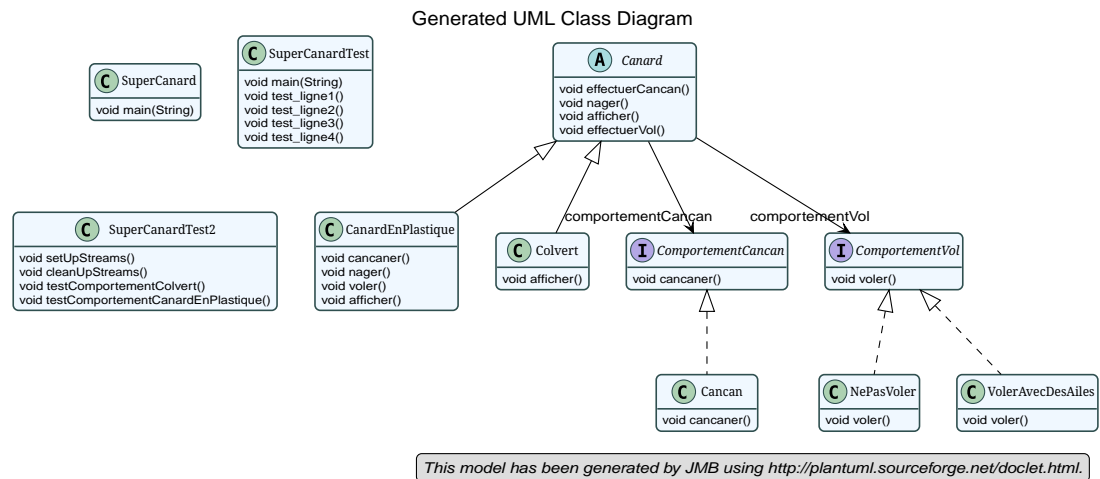 Generated UML Class Diagram
C SuperCanard
void main(String)
C SuperCanardTest
void main(String)
void test_ligne1()
void test_ligne2()
void test_ligne3()
void test_ligne4()
A Canard
void effectuerCancan()
void nager()
void afficher()
void effectuerVol()
comportementCancan
comportementVol
C SuperCanardTest2
void setUpStreams()
void cleanUpStreams()
void testComportementColvert()
void testComportementCanardEnPlastique()
C CanardEnPlastique
void cancaner()
void nager()
void voler()
void afficher()
C Colvert
void afficher()
I ComportementCancan
void cancaner()
I ComportementVol
void voler()
C Cancan
void cancaner()
C NePasVoler
void voler()
C VolerAvecDesAiles
void voler()
This model has been generated by JMB using http://plantuml.sourceforge.net/doclet.html.